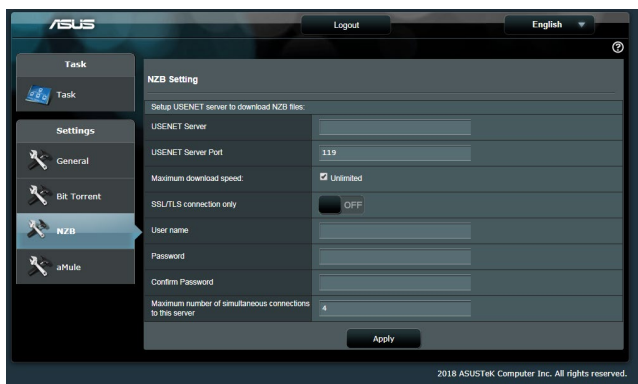 ASUS
Logout
English
Task
Task
Settings
General
Bit Torrent
NZB
aMule
NZB Setting
Setup USENET server to download NZB files:
USENET Server
USENET Server Port 119
Maximum download speed: Unlimited
SSL/TLS connection only OFF
User name
Password
Confirm Password
Maximum number of simultaneous connections
to this server 4
Apply
2018 ASUSTeK Computer Inc. All rights reserved.